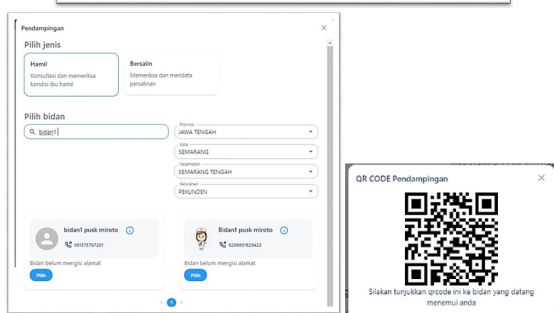 Pendampingan
Pilih jenis
Hamil
Konsultasi dan memeriksa
kondisi ibu hamil
Bersalin
Memeriksa dan mendata
persalinan
Pilih bidan
bidan1
Provinsi
JAWA TENGAH
Kota
SEMARANG
Kecamatan
SEMARANG TENGAH
Kelurahan
PEKUNDEN
bidan1 pusk miroto
Bidan belum mengisi alamat
Pilih
Bidan1 pusk miroto
Bidan belum mengisi alamat
Pilih
1
QR CODE Pendampingan
Silakan tunjukkan qrcode ini ke bidan yang datang
menemui anda